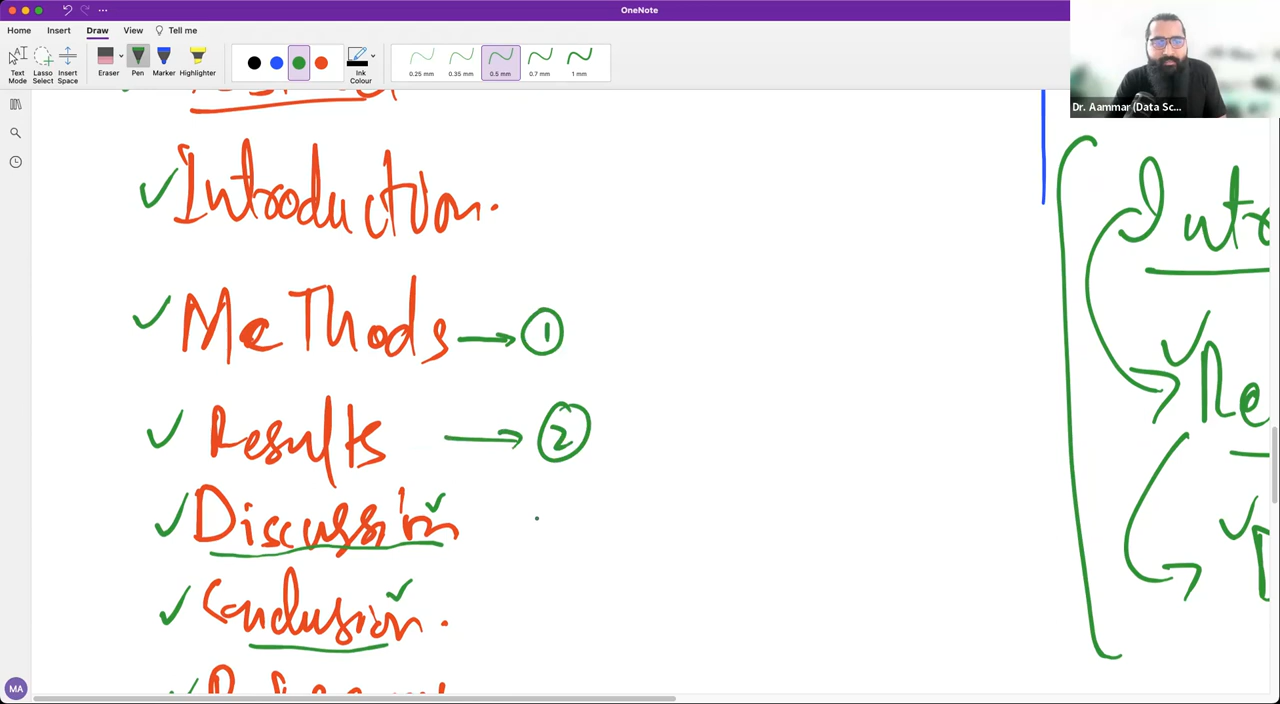 OneNote
Home Insert Draw View Tell me
Text Mode
Lasso Select
Insert Space
Eraser
Pen
Marker
Highlighter
Ink Colour
0.25 mm
0.35 mm
0.5 mm
0.7 mm
1 mm
Dr. Aammar (Data Sc...
Introduction.
Methods → 1
Results → 2
Discussion
Conclusion.
Intro
Re
MA